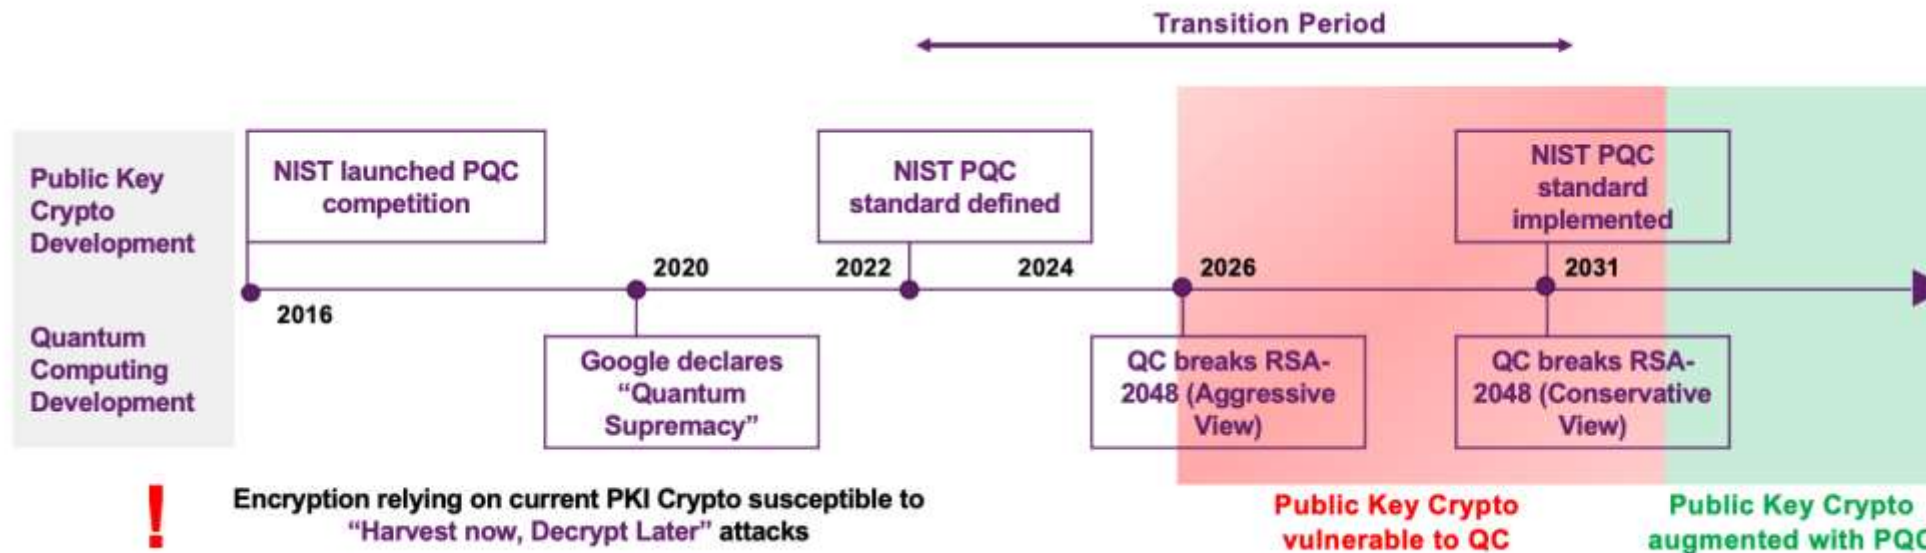 Transition Period
Public Key
Crypto
Development
NIST launched PQC
competition
NIST PQC
standard defined
NIST PQC
standard
implemented
2016
2020
2022
2024
2026
2031
Quantum
Computing
Development
Google declares
“Quantum
Supremacy”
QC breaks RSA-
2048 (Aggressive
View)
QC breaks RSA-
2048 (Conservative
View)
!
Encryption relying on current PKI Crypto susceptible to
“Harvest now, Decrypt Later” attacks
Public Key Crypto
vulnerable to QC
Public Key Crypto
augmented with PQC